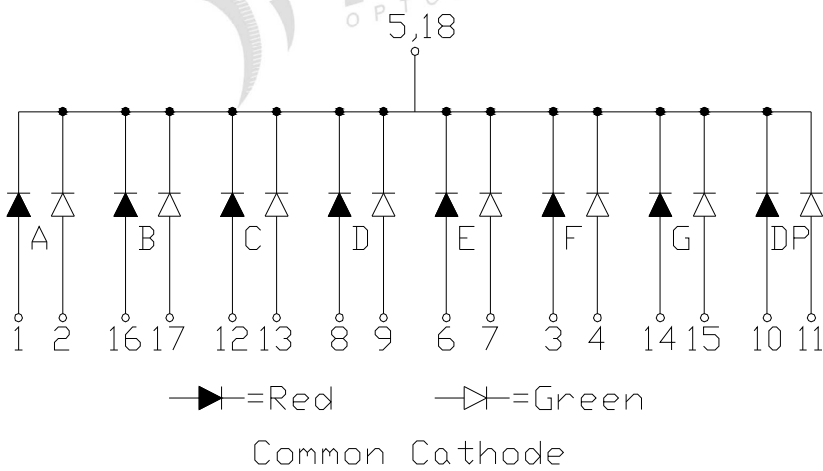 OPTO
5,18
A B C D E F G DP
1 2 16 17 12 13 8 9 6 7 3 4 14 15 10 11
=Red =Green
Common Cathode